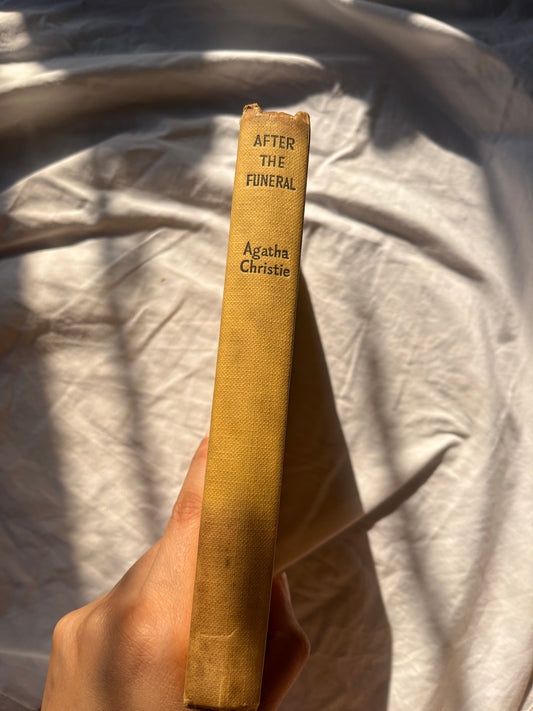 AFTER
THE
FUNERAL
Agatha
Christie